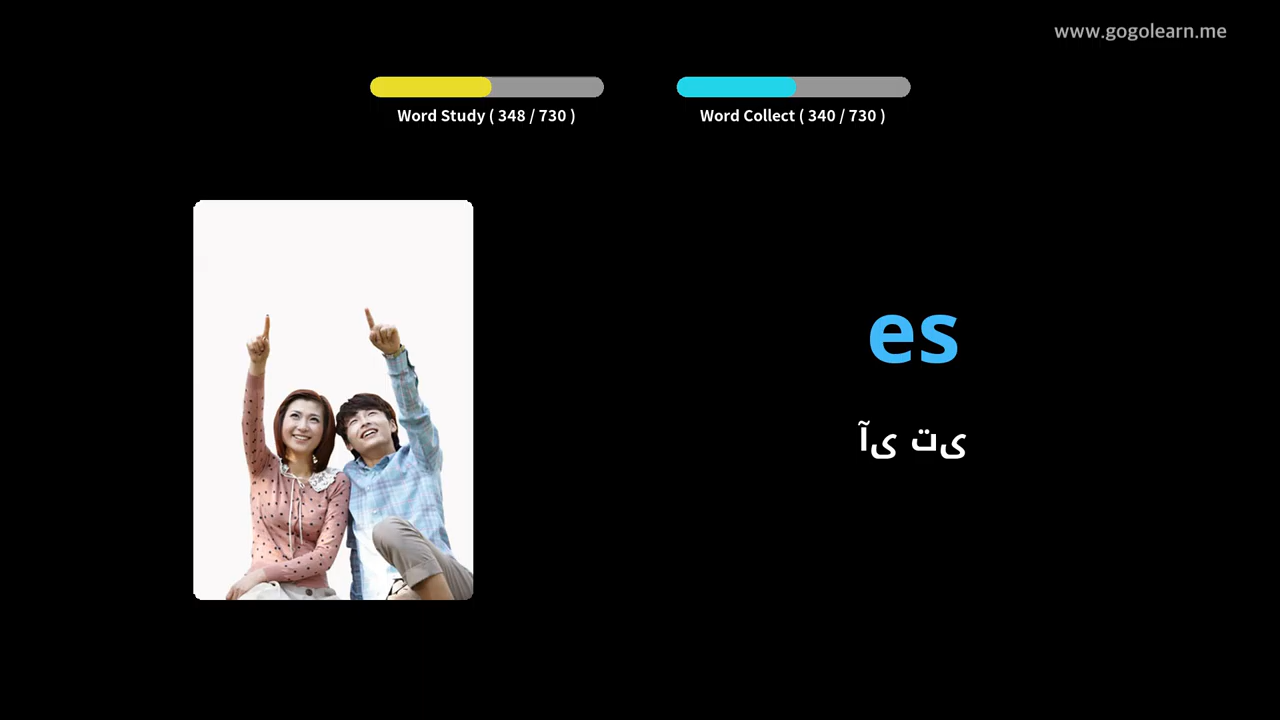 www.gogolearn.me
Word Study ( 348 / 730 )
Word Collect ( 340 / 730 )
es
آی تی